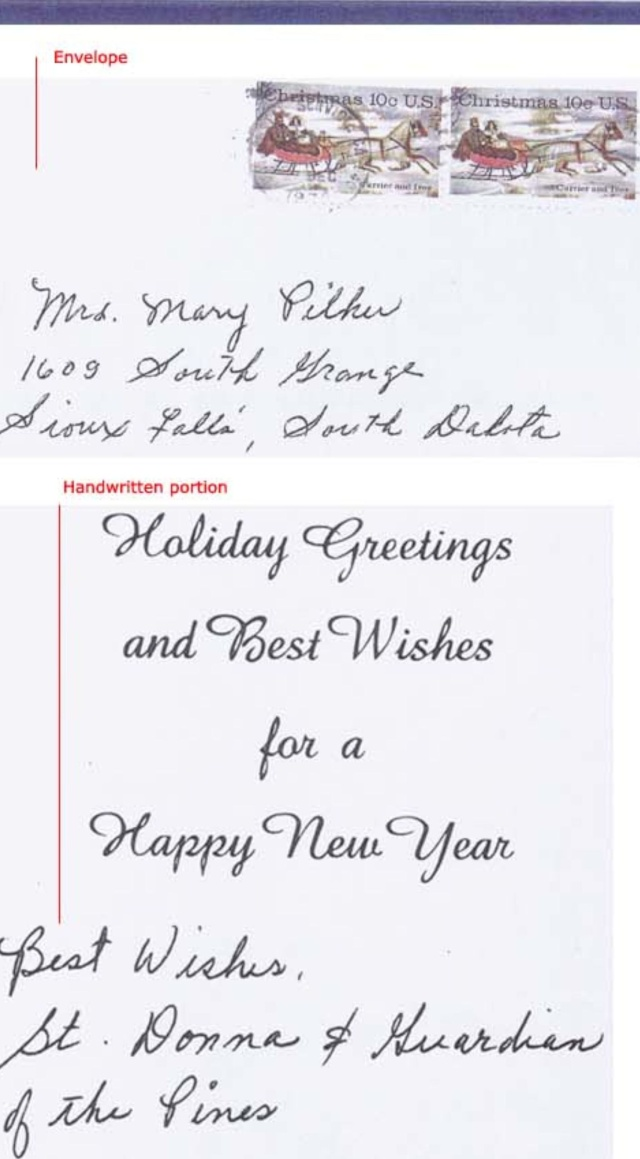 Envelope
Christmas 10c U.S. Christmas 10c U.S.
DEC
Currier and Ives Currier and Ives
Mrs. Mary Pilker
1609 South Grange
Sioux Falls, South Dakota
Handwritten portion
Holiday Greetings
and Best Wishes
for a
Happy New Year
Best Wishes,
St. Donna & Guardian
of the Pines